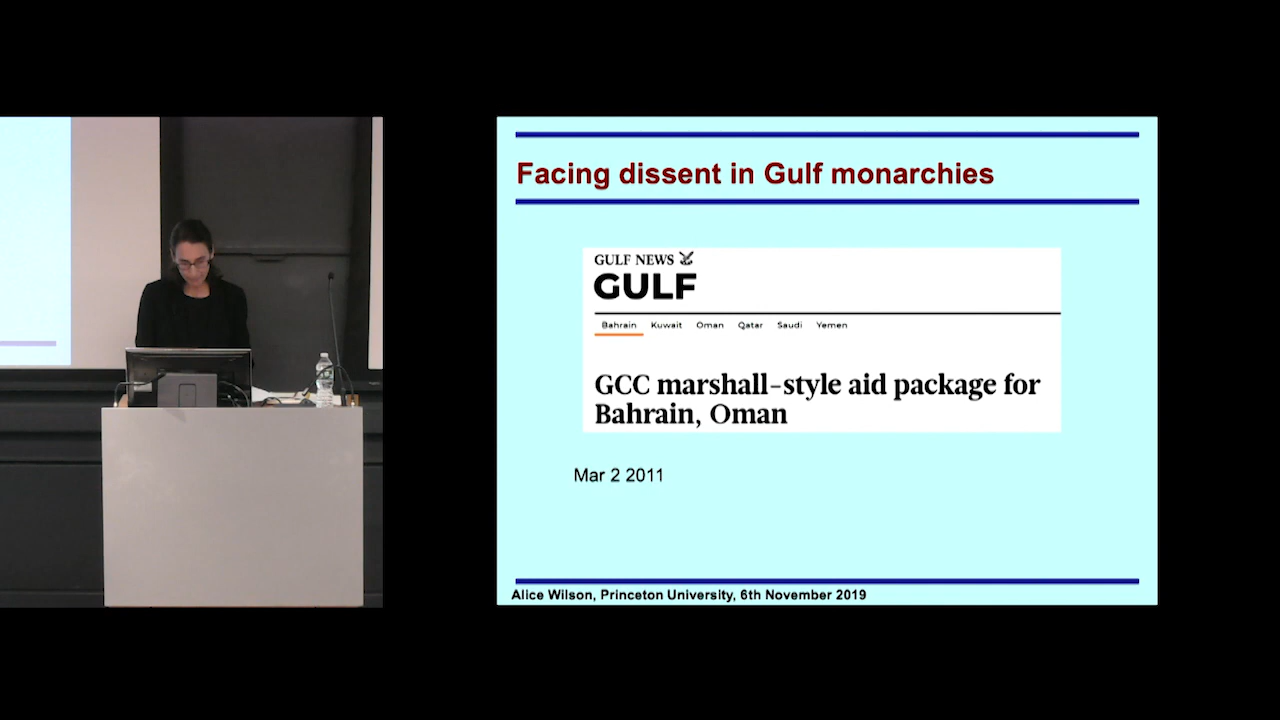 Facing dissent in Gulf monarchies
GULF NEWS
GULF
Bahrain Kuwait Oman Qatar Saudi Yemen
GCC marshall-style aid package for
Bahrain, Oman
Mar 2 2011
Alice Wilson, Princeton University, 6th November 2019